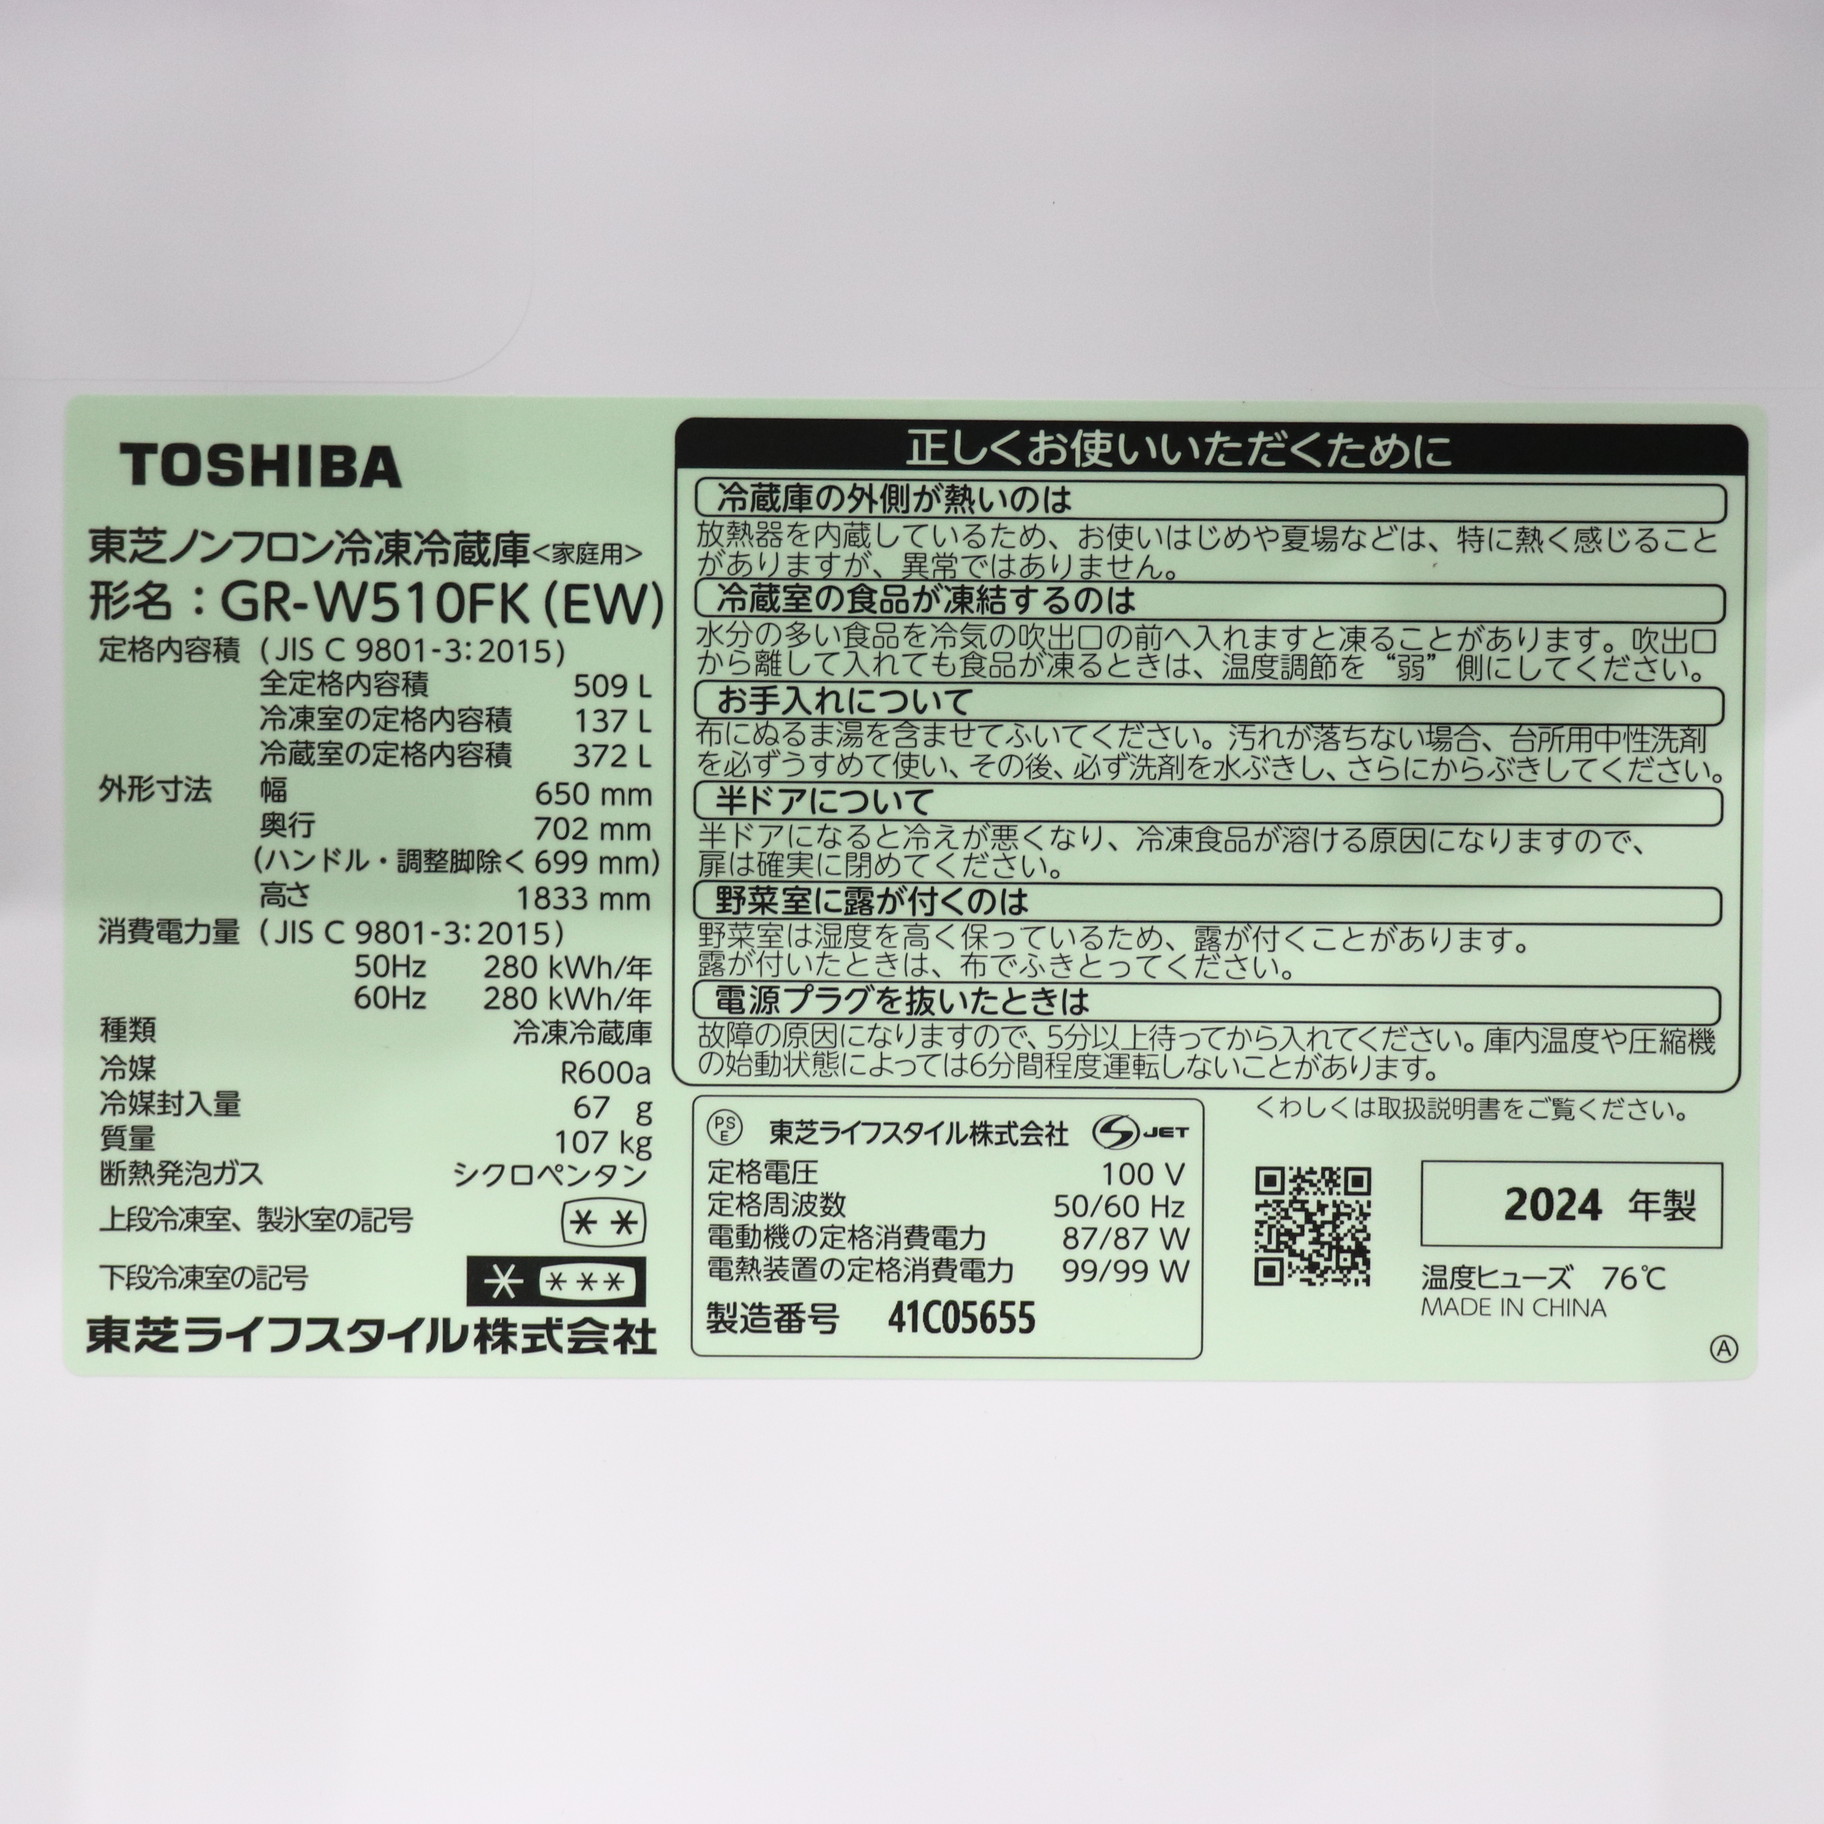 TOSHIBA
東芝ノンフロン冷凍冷蔵庫<家庭用>
形名：GR-W510FK(EW)
定格内容積 (JIS C 9801-3:2015)
全定格内容積 509 L
冷凍室の定格内容積 137 L
冷蔵室の定格内容積 372 L
外形寸法 幅 650 mm
奥行 702 mm
(ハンドル・調整脚除く 699 mm)
高さ 1833 mm
消費電力量 (JIS C 9801-3:2015)
50Hz 280 kWh/年
60Hz 280 kWh/年
種類 冷凍冷蔵庫
冷媒 R600a
冷媒封入量 67 g
質量 107 kg
断熱発泡ガス シクロペンタン
上段冷凍室、製氷室の記号 **
下段冷凍室の記号 * ***
東芝ライフスタイル株式会社
正しくお使いいただくために
冷蔵庫の外側が熱いのは
放熱器を内蔵しているため、お使いはじめや夏場などは、特に熱く感じること
がありますが、異常ではありません。
冷蔵室の食品が凍結するのは
水分の多い食品を冷気の吹出口の前へ入れますと凍ることがあります。吹出口
から離して入れても食品が凍るときは、温度調節を“弱”側にしてください。
お手入れについて
布にぬるま湯を含ませてふいてください。汚れが落ちない場合、台所用中性洗剤
を必ずうすめて使い、その後、必ず洗剤を水ぶきし、さらにからぶきしてください。
半ドアについて
半ドアになると冷えが悪くなり、冷凍食品が溶ける原因になりますので、
扉は確実に閉めてください。
野菜室に露が付くのは
野菜室は湿度を高く保っているため、露が付くことがあります。
露が付いたときは、布でふきとってください。
電源プラグを抜いたときは
故障の原因になりますので、5分以上待ってから入れてください。庫内温度や圧縮機
の始動状態によっては6分間程度運転しないことがあります。
くわしくは取扱説明書をご覧ください。
PSE 東芝ライフスタイル株式会社 S JET
定格電圧 100 V
定格周波数 50/60 Hz
電動機の定格消費電力 87/87 W
電熱装置の定格消費電力 99/99 W
製造番号 41C05655
2024 年製
温度ヒューズ 76℃
MADE IN CHINA
Ⓐ